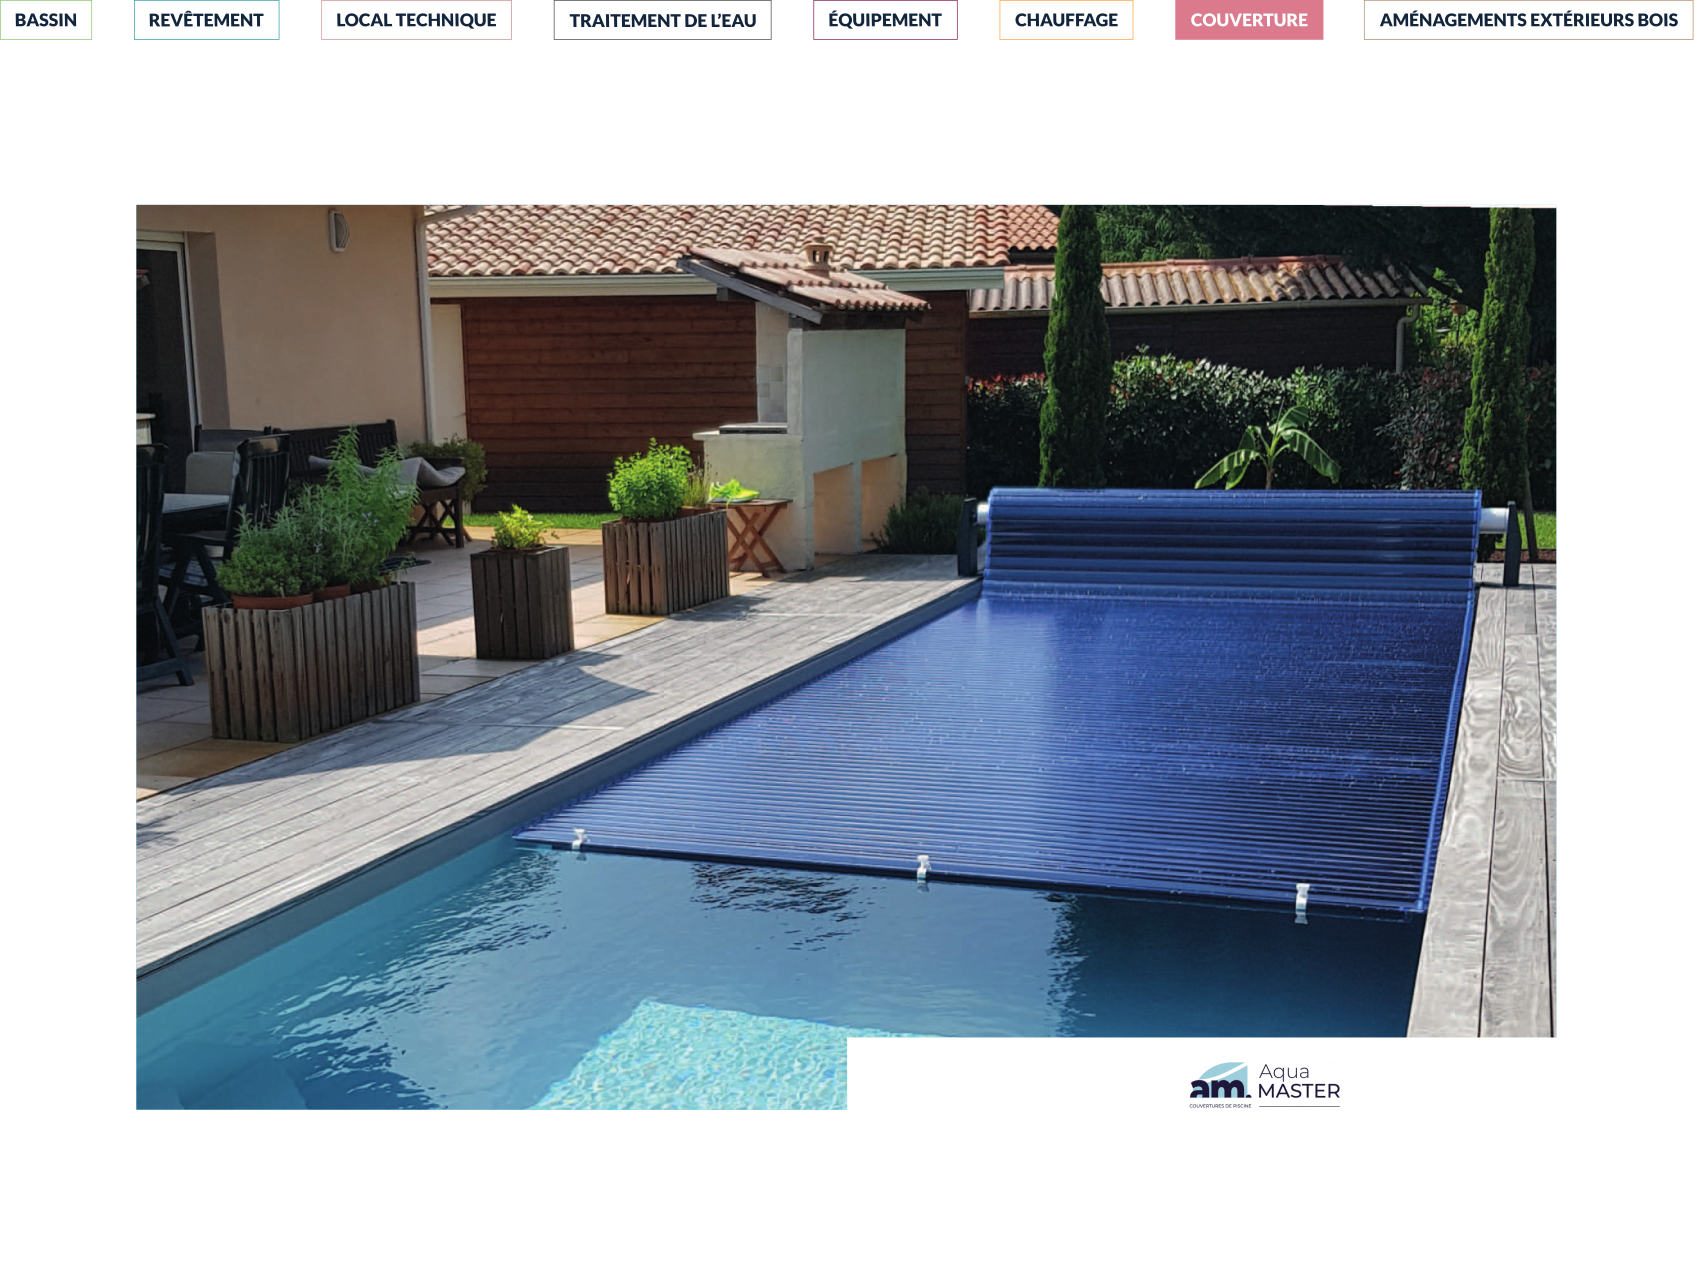 BASSIN
REVÊTEMENT
LOCAL TECHNIQUE
TRAITEMENT DE L’EAU
ÉQUIPEMENT
CHAUFFAGE
COUVERTURE
AMÉNAGEMENTS EXTÉRIEURS BOIS
am.
COUVERTURES DE PISCINE
Aqua
MASTER